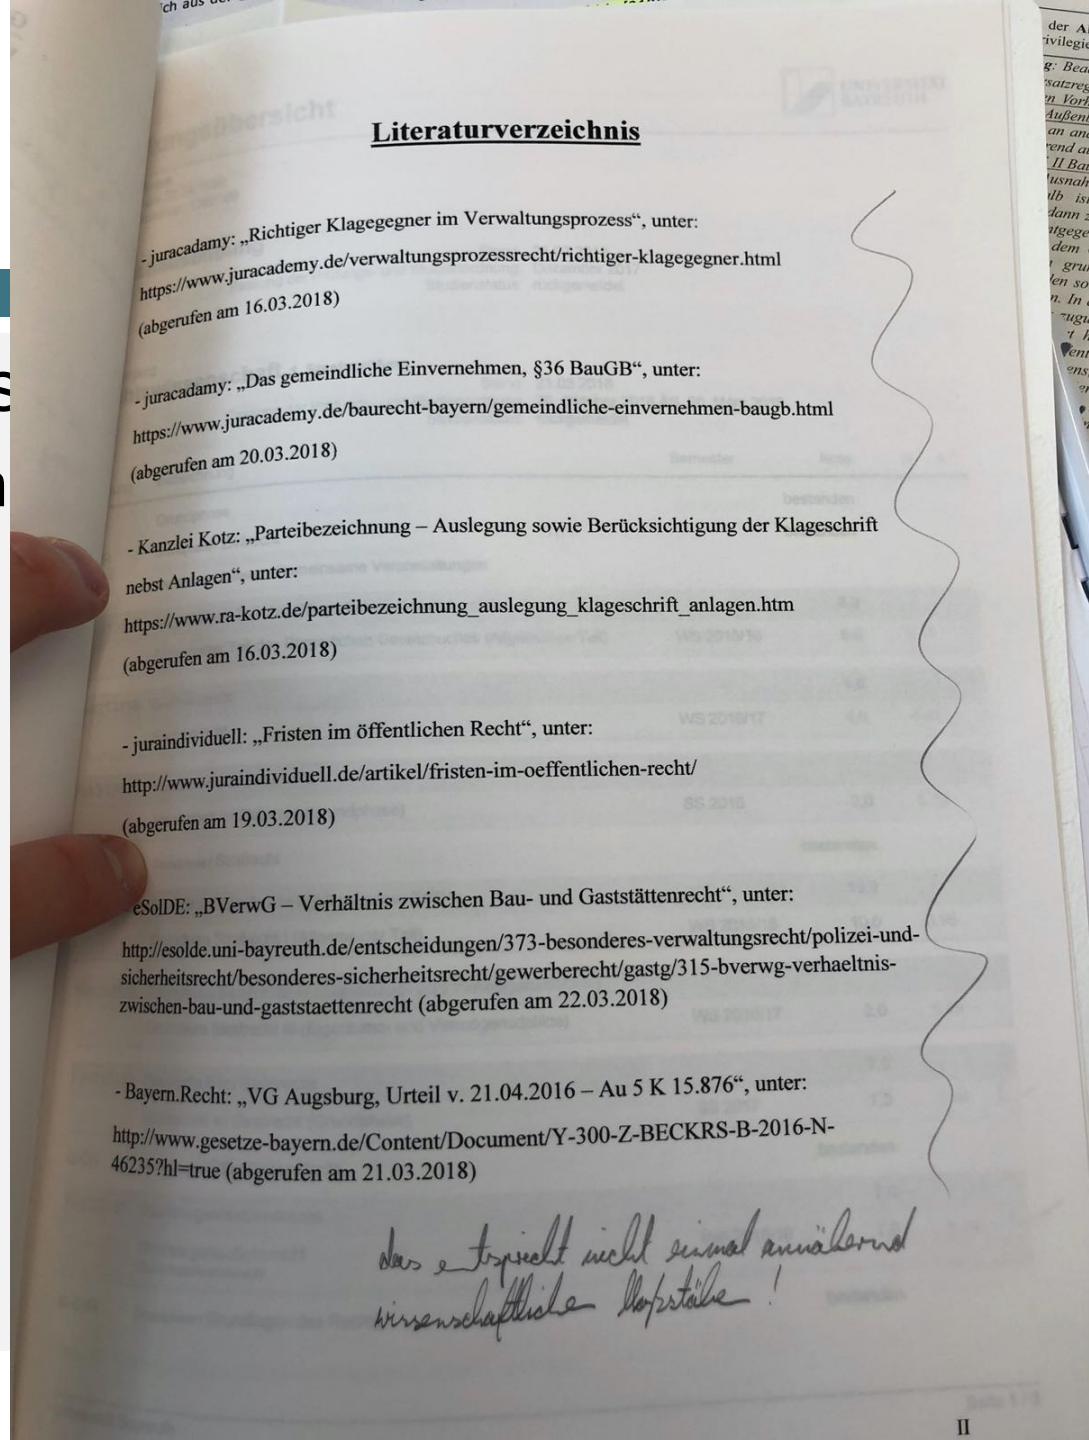 Literaturverzeichnis
- juracadamy: „Richtiger Klagegegner im Verwaltungsprozess“, unter:
https://www.juracademy.de/verwaltungsprozessrecht/richtiger-klagegegner.html
(abgerufen am 16.03.2018)
- juracadamy: „Das gemeindliche Einvernehmen, §36 BauGB“, unter:
https://www.juracademy.de/baurecht-bayern/gemeindliche-einvernehmen-baugb.html
(abgerufen am 20.03.2018)
- Kanzlei Kotz: „Parteibezeichnung – Auslegung sowie Berücksichtigung der Klageschrift
nebst Anlagen“, unter:
https://www.ra-kotz.de/parteibezeichnung_auslegung_klageschrift_anlagen.htm
(abgerufen am 16.03.2018)
- juraindividuell: „Fristen im öffentlichen Recht“, unter:
http://www.juraindividuell.de/artikel/fristen-im-oeffentlichen-recht/
(abgerufen am 19.03.2018)
eSolDE: „BVerwG – Verhältnis zwischen Bau- und Gaststättenrecht“, unter:
http://esolde.uni-bayreuth.de/entscheidungen/373-besonderes-verwaltungsrecht/polizei-und-
sicherheitsrecht/besonderes-sicherheitsrecht/gewerberecht/gastg/315-bverwg-verhaeltnis-
zwischen-bau-und-gaststaettenrecht (abgerufen am 22.03.2018)
- Bayern.Recht: „VG Augsburg, Urteil v. 21.04.2016 – Au 5 K 15.876“, unter:
http://www.gesetze-bayern.de/Content/Document/Y-300-Z-BECKRS-B-2016-N-
46235?hl=true (abgerufen am 21.03.2018)
das entspricht nicht einmal annähernd
wissenschaftliche Maßstäbe!
II